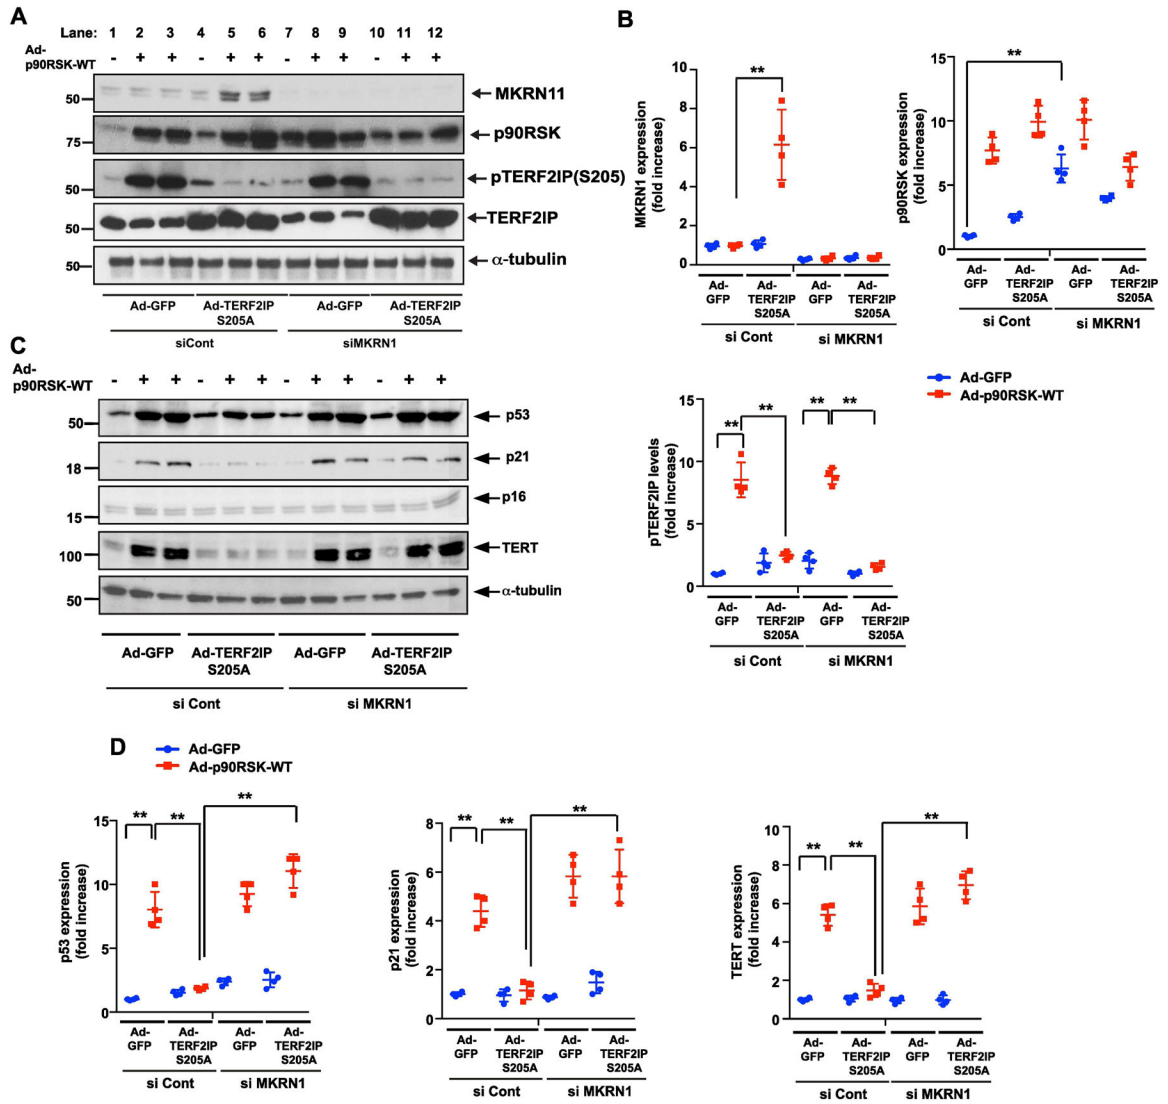 A
Lane: 1 2 3 4 5 6 7 8 9 10 11 12
Ad-
p90RSK-WT - + + - + + - + + - + +
50
MKRN11
75
p90RSK
50
pTERF2IP(S205)
50
TERF2IP
50
α-tubulin
Ad-GFP Ad-TERF2IP Ad-GFP Ad-TERF2IP
S205A S205A
siCont siMKRN1
B
MKRN1 expression
(fold increase)
10
8
6
4
2
0
**
Ad- Ad- Ad- Ad-
GFP TERF2IP GFP TERF2IP
S205A S205A
si Cont si MKRN1
p90RSK expression
(fold increase)
15
10
5
0
**
Ad- Ad- Ad- Ad-
GFP TERF2IP GFP TERF2IP
S205A S205A
si Cont si MKRN1
Ad-GFP
Ad-p90RSK-WT
pTERF2IP levels
(fold increase)
15
10
5
0
** ** ** **
Ad- Ad- Ad- Ad-
GFP TERF2IP GFP TERF2IP
S205A S205A
si Cont si MKRN1
C
Ad-
p90RSK-WT - + + - + + - + + - + +
50
p53
18
p21
15
p16
100
TERT
50
α-tubulin
Ad-GFP Ad-TERF2IP Ad-GFP Ad-TERF2IP
S205A S205A
si Cont si MKRN1
D
Ad-GFP
Ad-p90RSK-WT
p53 expression
(fold increase)
15
10
5
0
** ** **
Ad- Ad- Ad- Ad-
GFP TERF2IP GFP TERF2IP
S205A S205A
si Cont si MKRN1
p21 expression
(fold increase)
8
6
4
2
0
** ** **
Ad- Ad- Ad- Ad-
GFP TERF2IP GFP TERF2IP
S205A S205A
si Cont si MKRN1
TERT expression
(fold increase)
10
8
6
4
2
0
** ** **
Ad- Ad- Ad- Ad-
GFP TERF2IP GFP TERF2IP
S205A S205A
si Cont si MKRN1